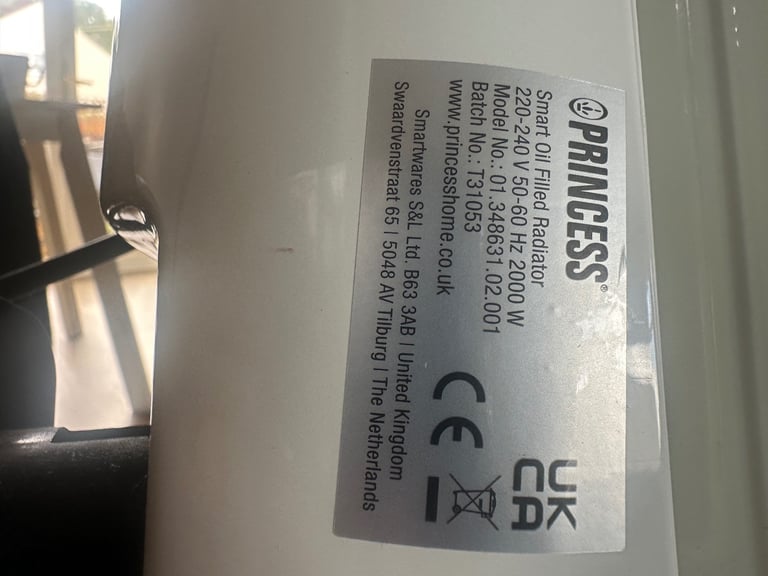 PRINCESS®
Smart Oil Filled Radiator
220-240 V 50-60 Hz 2000 W
Model No.: 01.348631.02.001
Batch No.: T31053
www.princesshome.co.uk
Smartwares S&L Ltd. B63 3AB | United Kingdom
Swaardvenstraat 65 | 5048 AV Tilburg | The Netherlands
CE
UK
CA